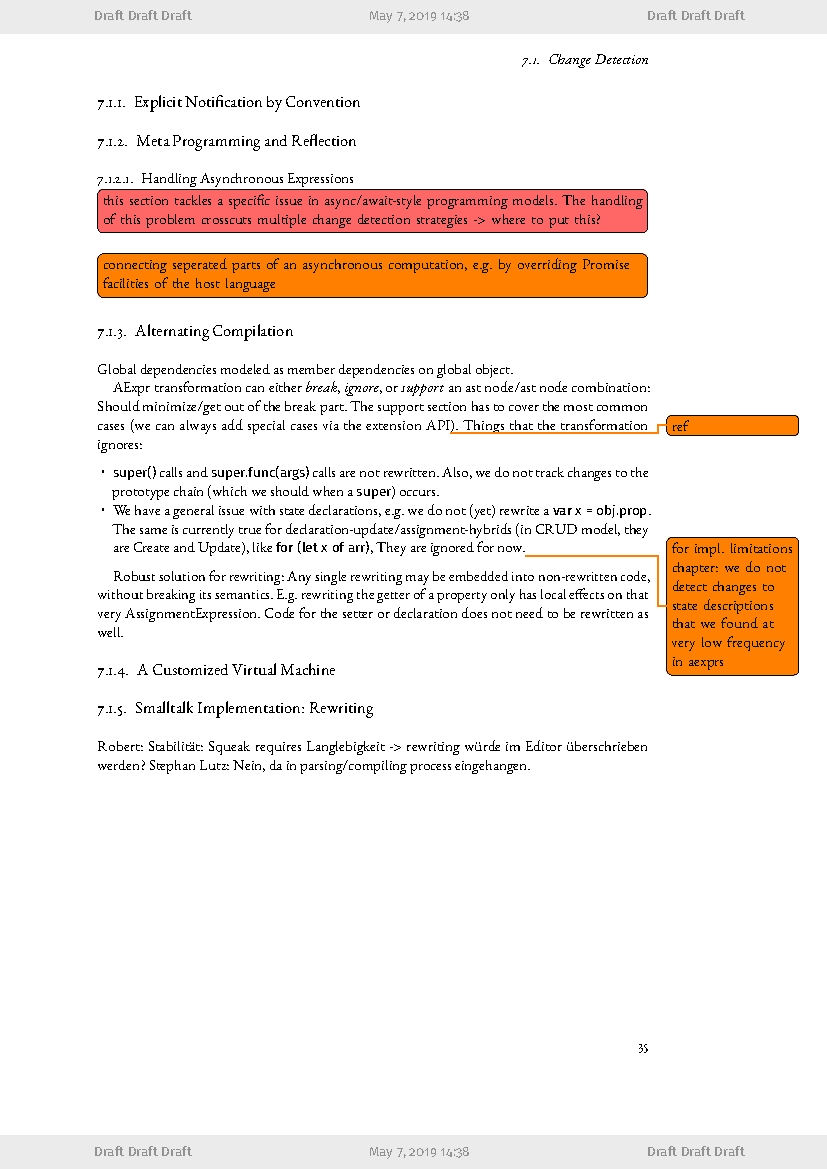 Draft Draft Draft May 7, 2019 14:38 Draft Draft Draft
7.1. Change Detection
7.1.1. Explicit Notification by Convention
7.1.2. Meta Programming and Reflection
7.1.2.1. Handling Asynchronous Expressions
this section tackles a specific issue in async/await-style programming models. The handling
of this problem crosscuts multiple change detection strategies -> where to put this?
connecting seperated parts of an asynchronous computation, e.g. by overriding Promise
facilities of the host language
7.1.3. Alternating Compilation
Global dependencies modeled as member dependencies on global object.
AExpr transformation can either break, ignore, or support an ast node/ast node combination:
Should minimize/get out of the break part. The support section has to cover the most common
cases (we can always add special cases via the extension API). Things that the transformation
ref
ignores:
• super() calls and super.func(args) calls are not rewritten. Also, we do not track changes to the
prototype chain (which we should when a super) occurs.
• We have a general issue with state declarations, e.g. we do not (yet) rewrite a var x = obj.prop.
The same is currently true for declaration-update/assignment-hybrids (in CRUD model, they
are Create and Update), like for (let x of arr), They are ignored for now.
for impl. limitations
chapter: we do not
detect changes to
state descriptions
that we found at
very low frequency
in aexprs
Robust solution for rewriting: Any single rewriting may be embedded into non-rewritten code,
without breaking its semantics. E.g. rewriting the getter of a property only has local effects on that
very AssignmentExpression. Code for the setter or declaration does not need to be rewritten as
well.
7.1.4. A Customized Virtual Machine
7.1.5. Smalltalk Implementation: Rewriting
Robert: Stabilität: Squeak requires Langlebigkeit -> rewriting würde im Editor überschrieben
werden? Stephan Lutz: Nein, da in parsing/compiling process eingehangen.
35
Draft Draft Draft May 7, 2019 14:38 Draft Draft Draft